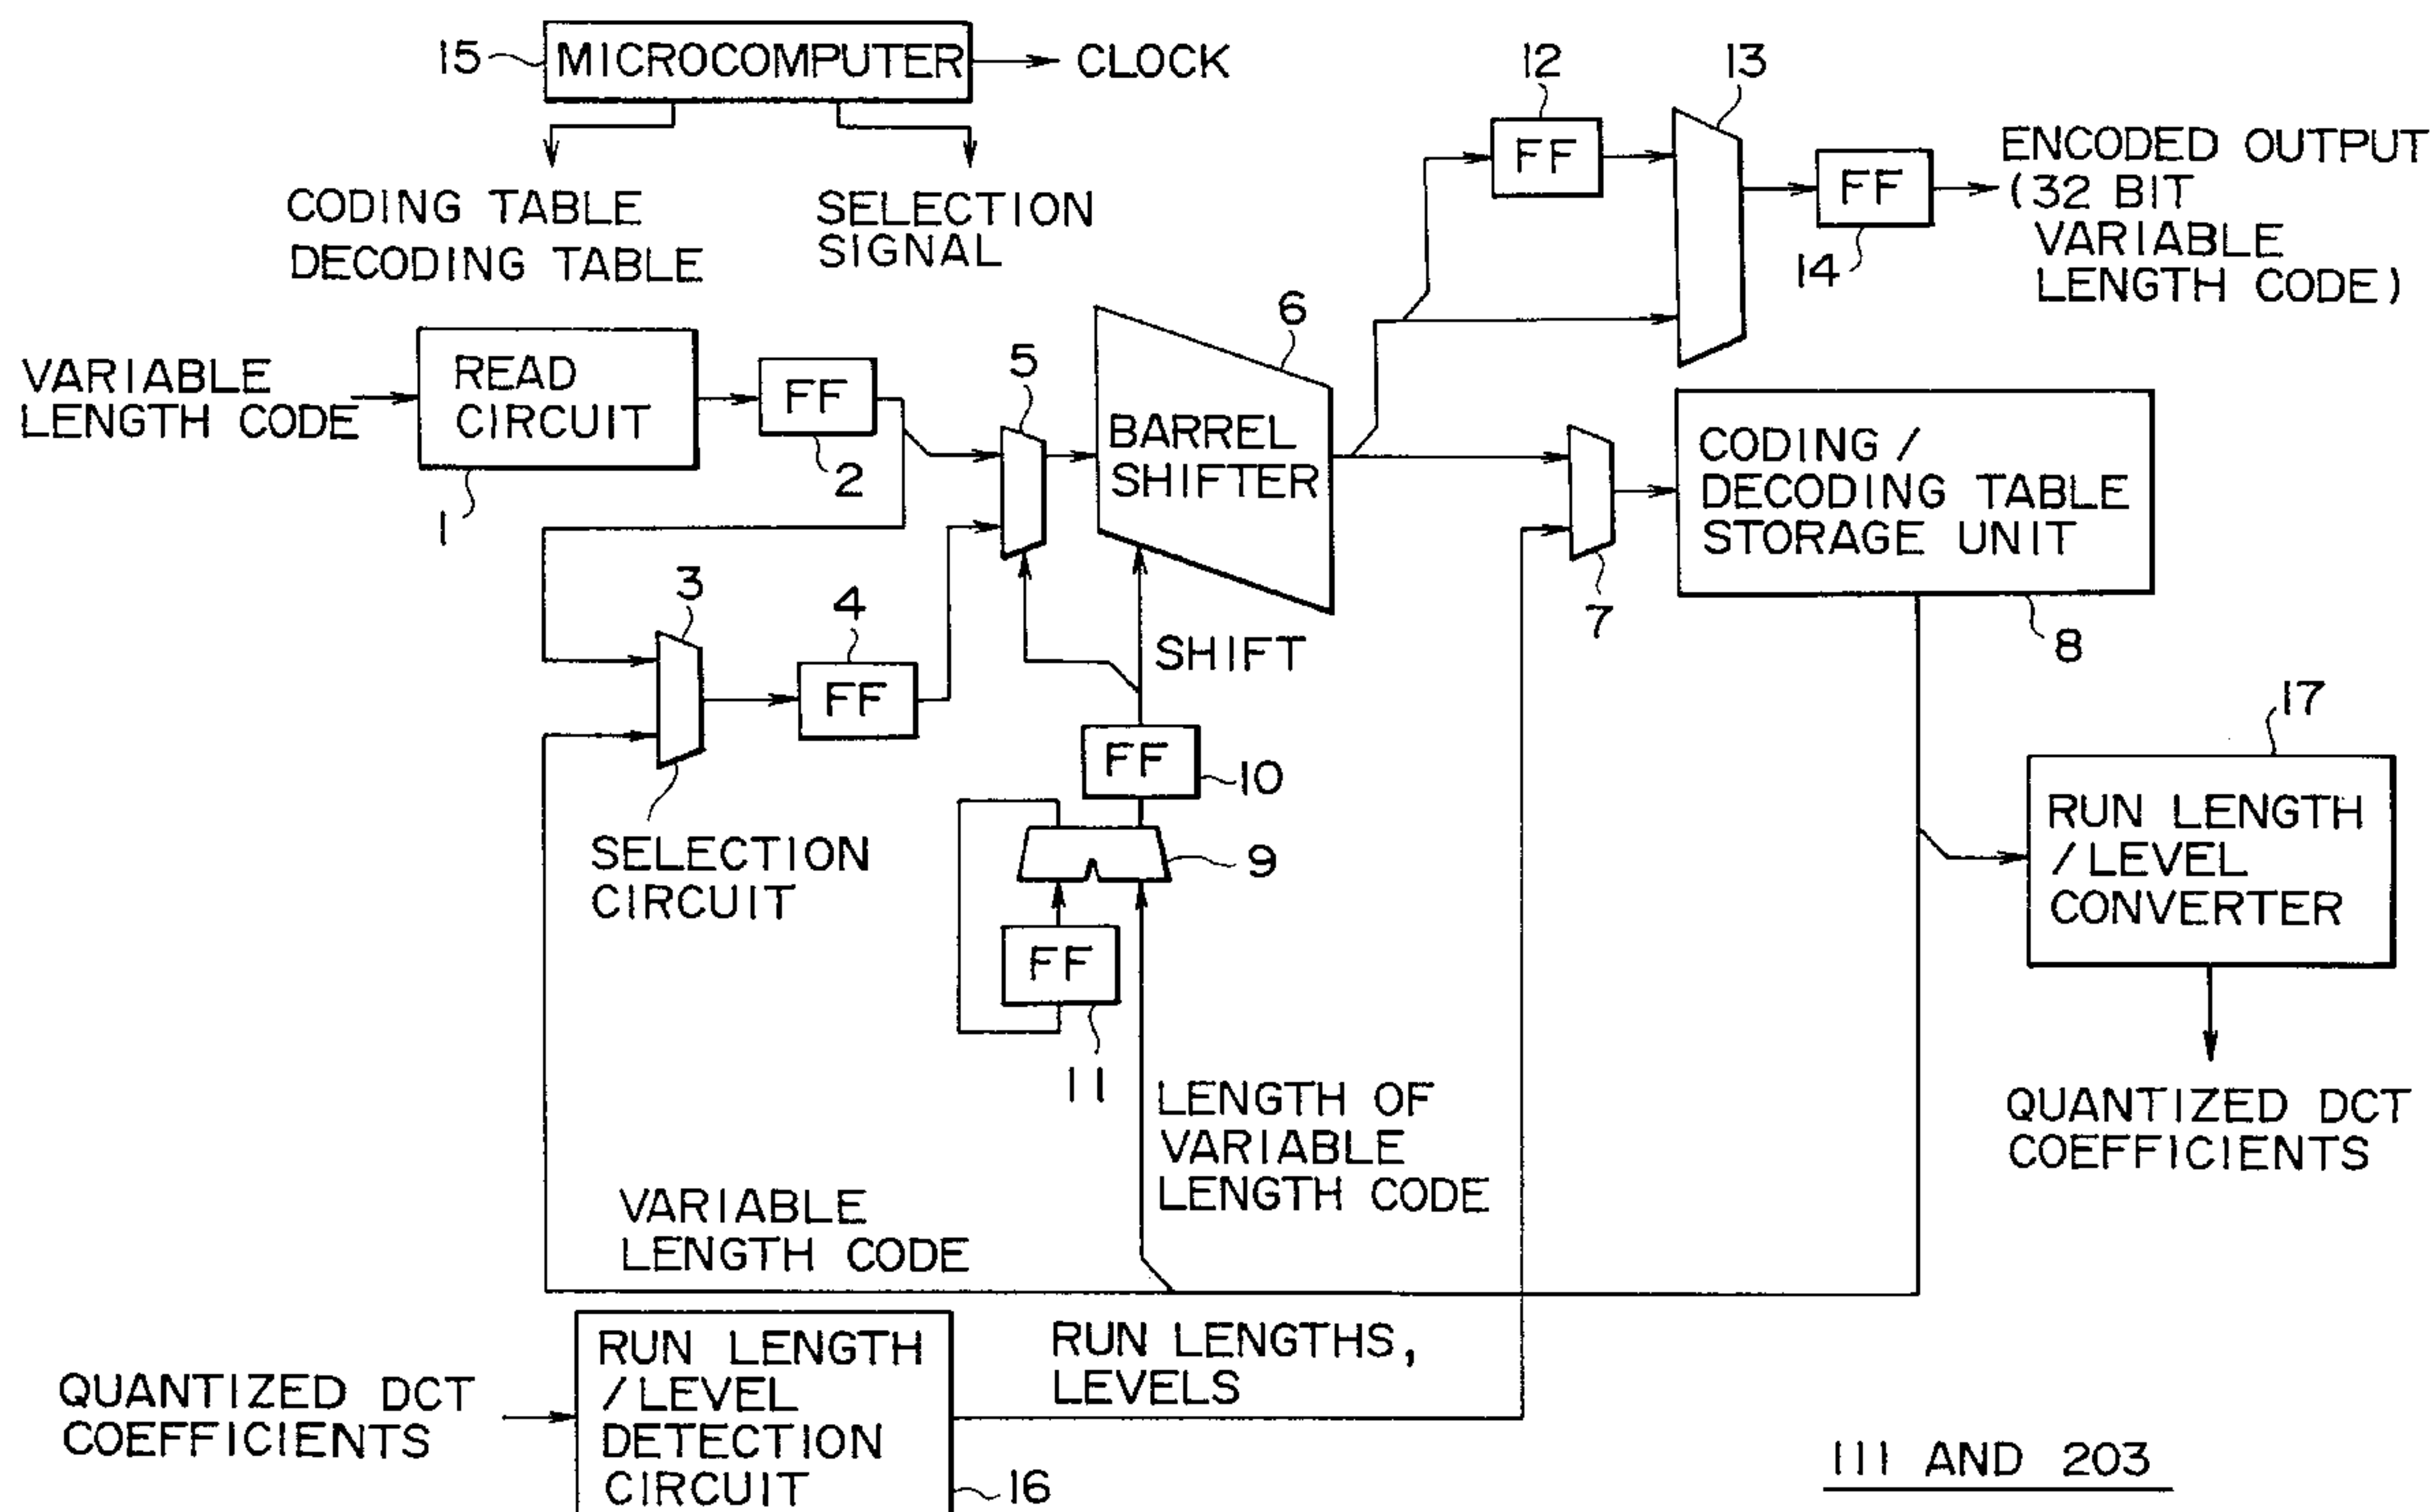 15
MICROCOMPUTER
CLOCK
CODING TABLE
DECODING TABLE
SELECTION
SIGNAL
12
FF
13
FF
14
ENCODED OUTPUT
(32 BIT
VARIABLE
LENGTH CODE)
VARIABLE
LENGTH CODE
READ
CIRCUIT
1
FF
2
5
6
BARREL
SHIFTER
7
CODING /
DECODING TABLE
STORAGE UNIT
8
3
4
FF
SELECTION
CIRCUIT
SHIFT
FF
10
9
FF
11
17
RUN LENGTH
/ LEVEL
CONVERTER
QUANTIZED DCT
COEFFICIENTS
LENGTH OF
VARIABLE
LENGTH CODE
VARIABLE
LENGTH CODE
QUANTIZED DCT
COEFFICIENTS
RUN LENGTH
/ LEVEL
DETECTION
CIRCUIT
16
RUN LENGTHS,
LEVELS
111 AND 203